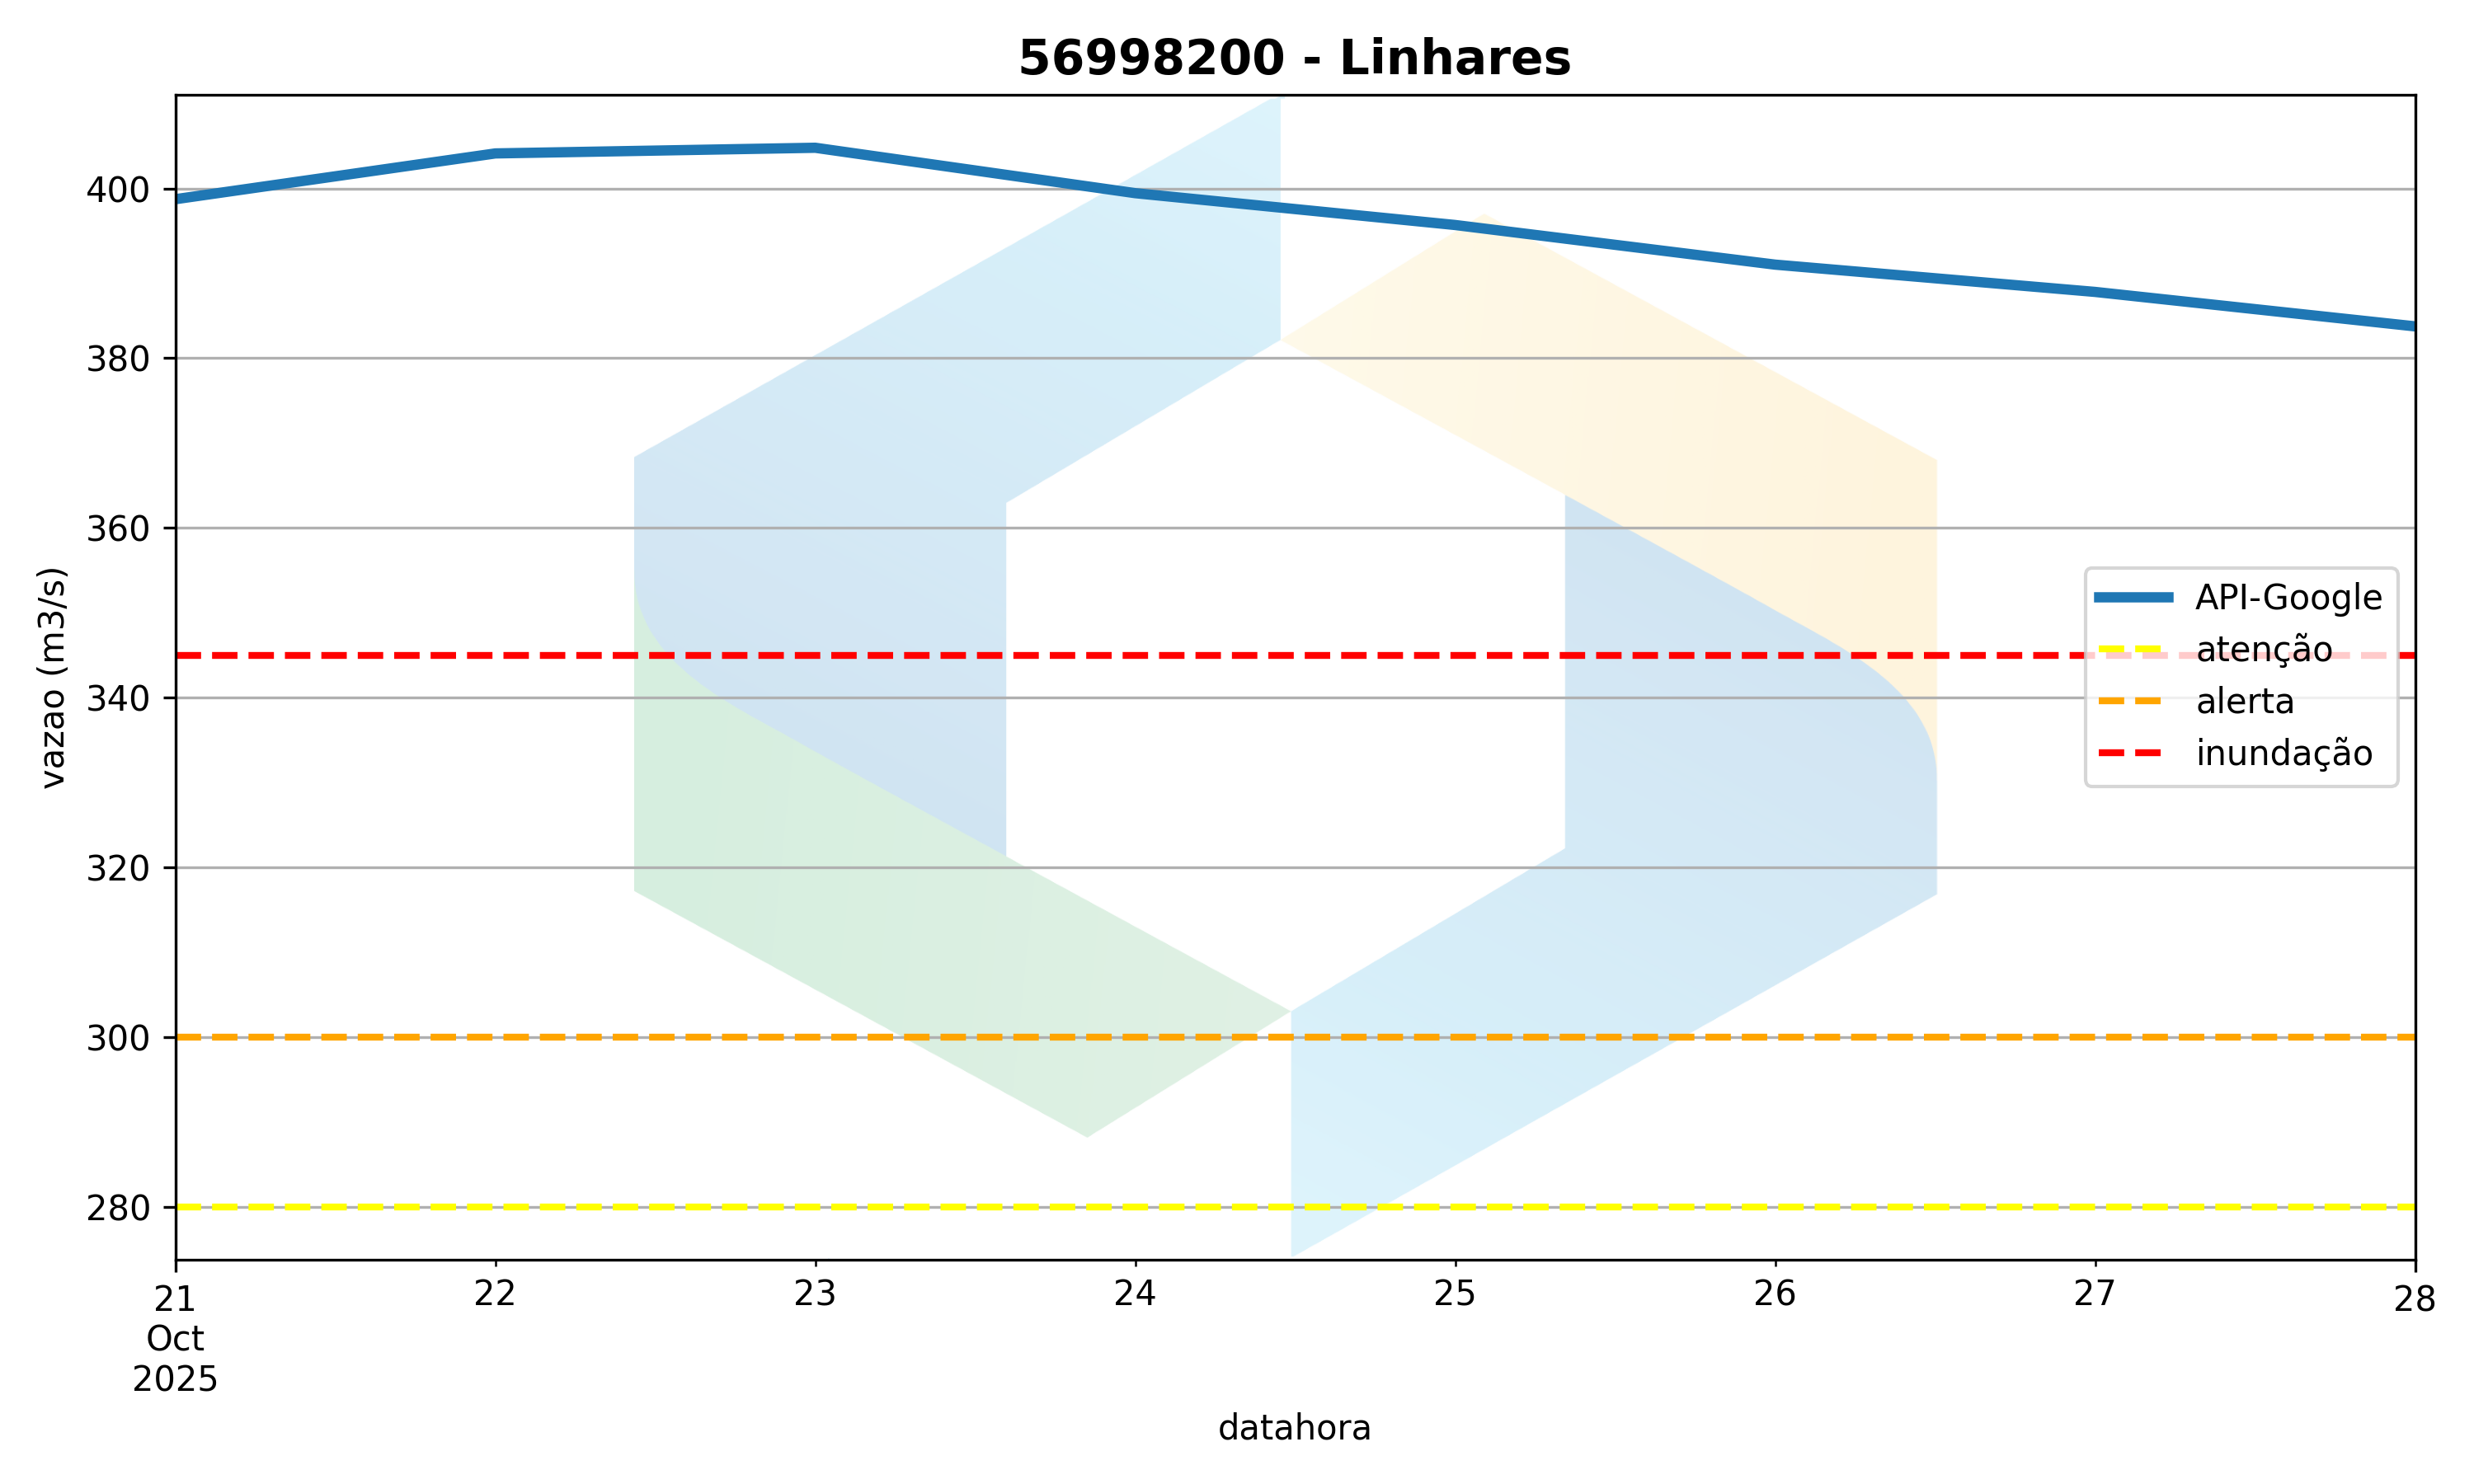 56998200 - Linhares
400
380
360
340
320
300
280
vazao (m3/s)
API-Google
atenção
alerta
inundação
21 22 23 24 25 26 27 28
Oct
2025
datahora